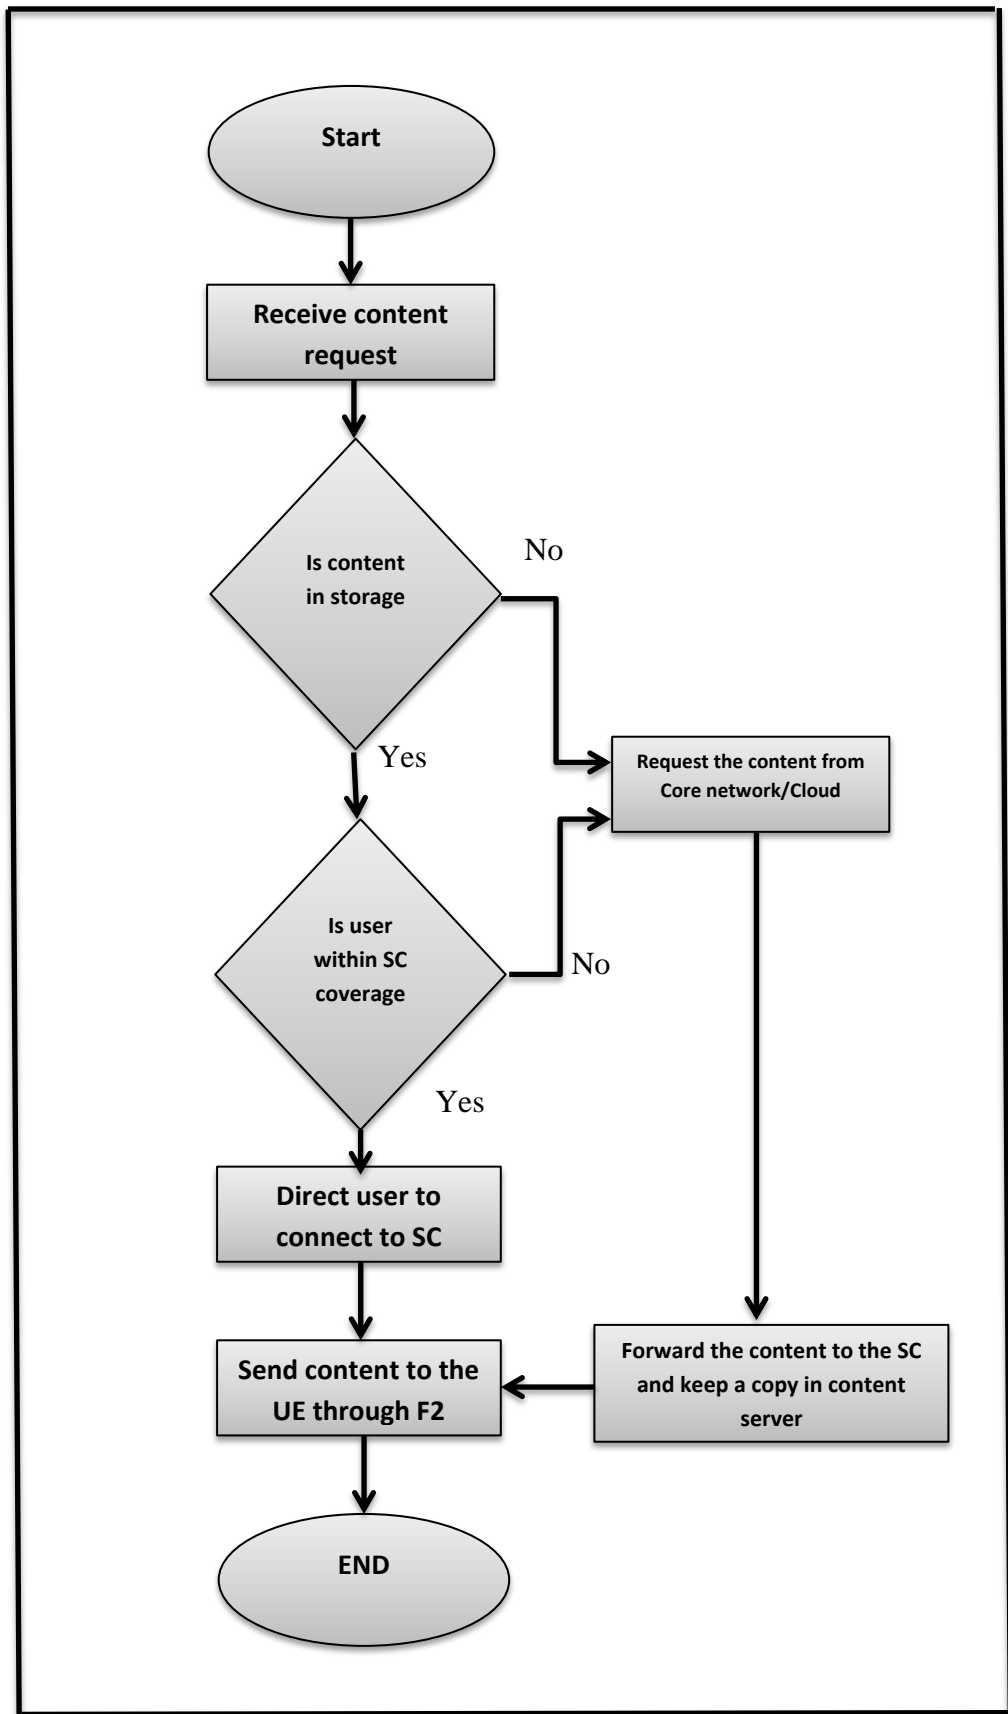 Start
Receive content
request
Is content
in storage
No
Yes
Request the content from
Core network/Cloud
Is user
within SC
coverage
No
Yes
Direct user to
connect to SC
Send content to the
UE through F2
Forward the content to the SC
and keep a copy in content
server
END